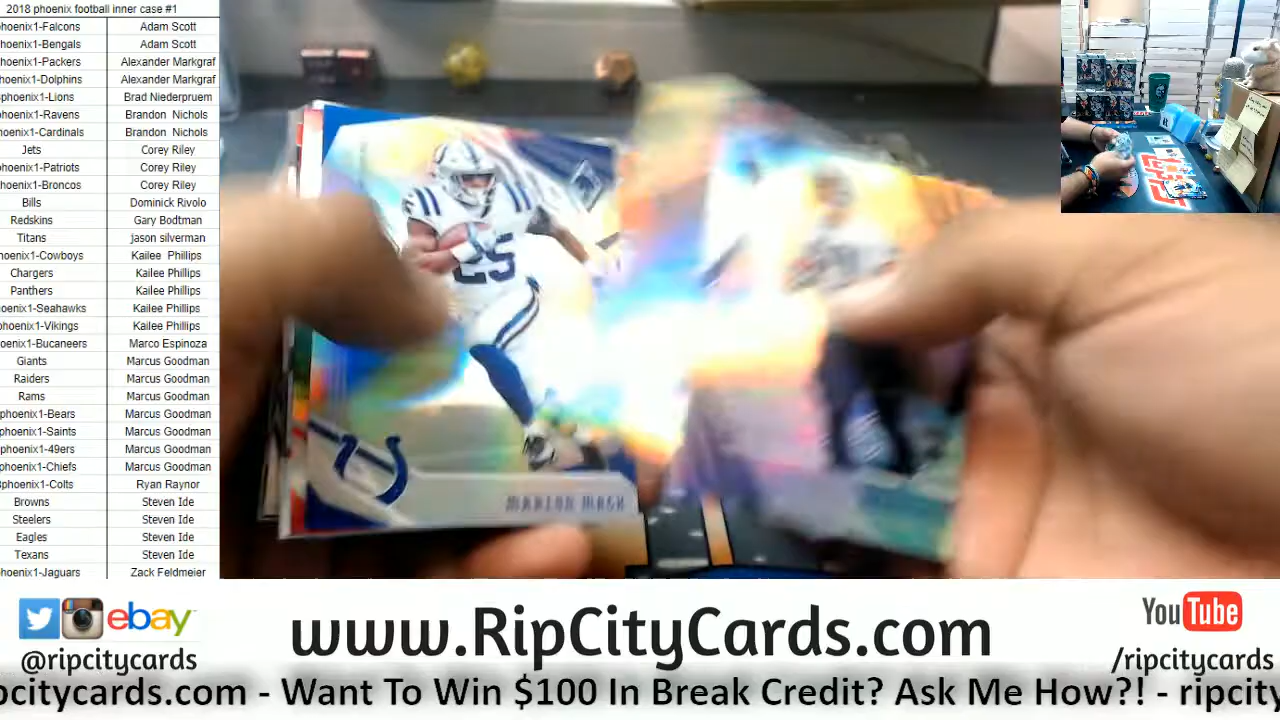 2018 phoenix football inner case #1
hoenix1-Falcons Adam Scott
hoenix1-Bengals Adam Scott
hoenix1-Packers Alexander Markgraf
hoenix1-Dolphins Alexander Markgraf
phoenix1-Lions Brad Niederpruem
hoenix1-Ravens Brandon Nichols
oenix1-Cardinals Brandon Nichols
Jets Corey Riley
hoenix1-Patriots Corey Riley
oenix1-Broncos Corey Riley
Bills Dominick Rivolo
Redskins Gary Bodtman
Titans jason silverman
hoenix1-Cowboys Kailee Phillips
Chargers Kailee Phillips
Panthers Kailee Phillips
oenix1-Seahawks Kailee Phillips
phoenix1-Vikings Kailee Phillips
enix1-Bucaneers Marco Espinoza
Giants Marcus Goodman
Raiders Marcus Goodman
Rams Marcus Goodman
phoenix1-Bears Marcus Goodman
phoenix1-Saints Marcus Goodman
phoenix1-49ers Marcus Goodman
phoenix1-Chiefs Marcus Goodman
phoenix1-Colts Ryan Raynor
Browns Steven Ide
Steelers Steven Ide
Eagles Steven Ide
Texans Steven Ide
hoenix1-Jaguars Zack Feldmeier
25
MARLON MACK
ebay
@ripcitycards
www.RipCityCards.com
YouTube
/ripcitycards
pcitycards.com - Want To Win $100 In Break Credit? Ask Me How?! - ripcity